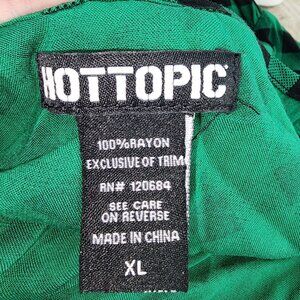 HOTTOPIC
100%RAYON
EXCLUSIVE OF TRIM
RN# 120684
SEE CARE
ON REVERSE
MADE IN CHINA
XL